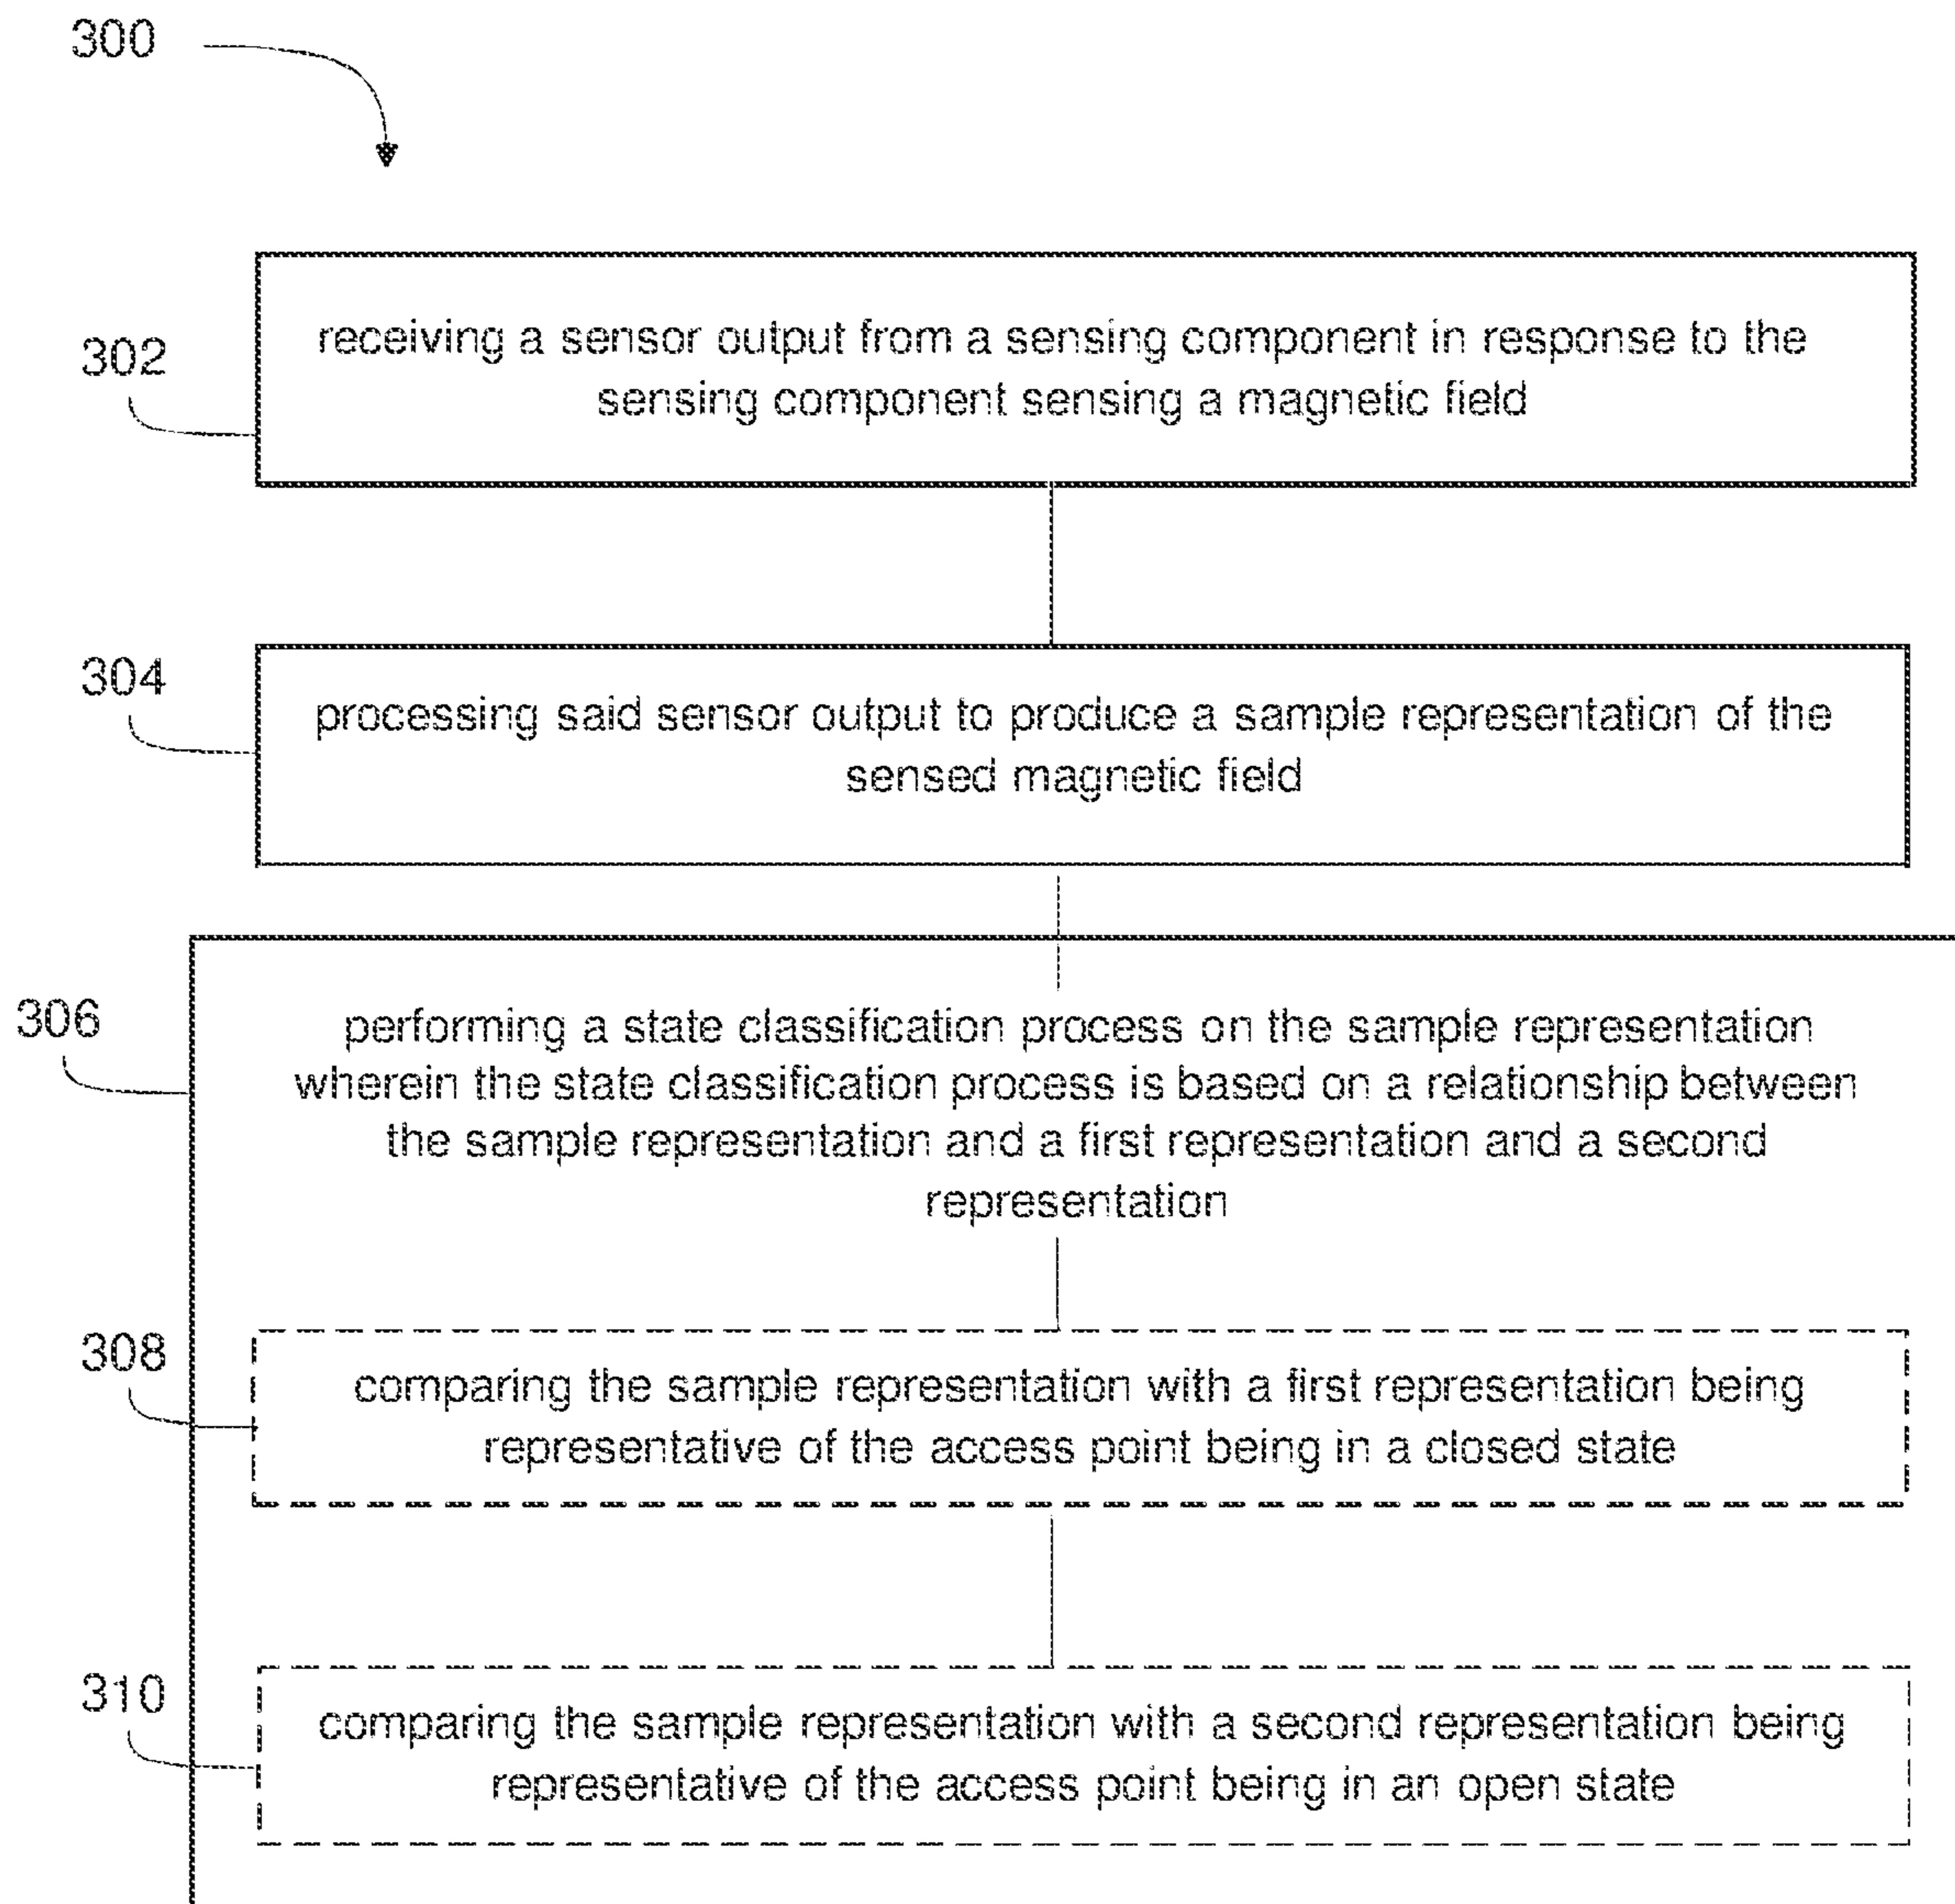 300
302
receiving a sensor output from a sensing component in response to the
sensing component sensing a magnetic field
304
processing said sensor output to produce a sample representation of the
sensed magnetic field
306
performing a state classification process on the sample representation
wherein the state classification process is based on a relationship between
the sample representation and a first representation and a second
representation
308
comparing the sample representation with a first representation being
representative of the access point being in a closed state
310
comparing the sample representation with a second representation being
representative of the access point being in an open state